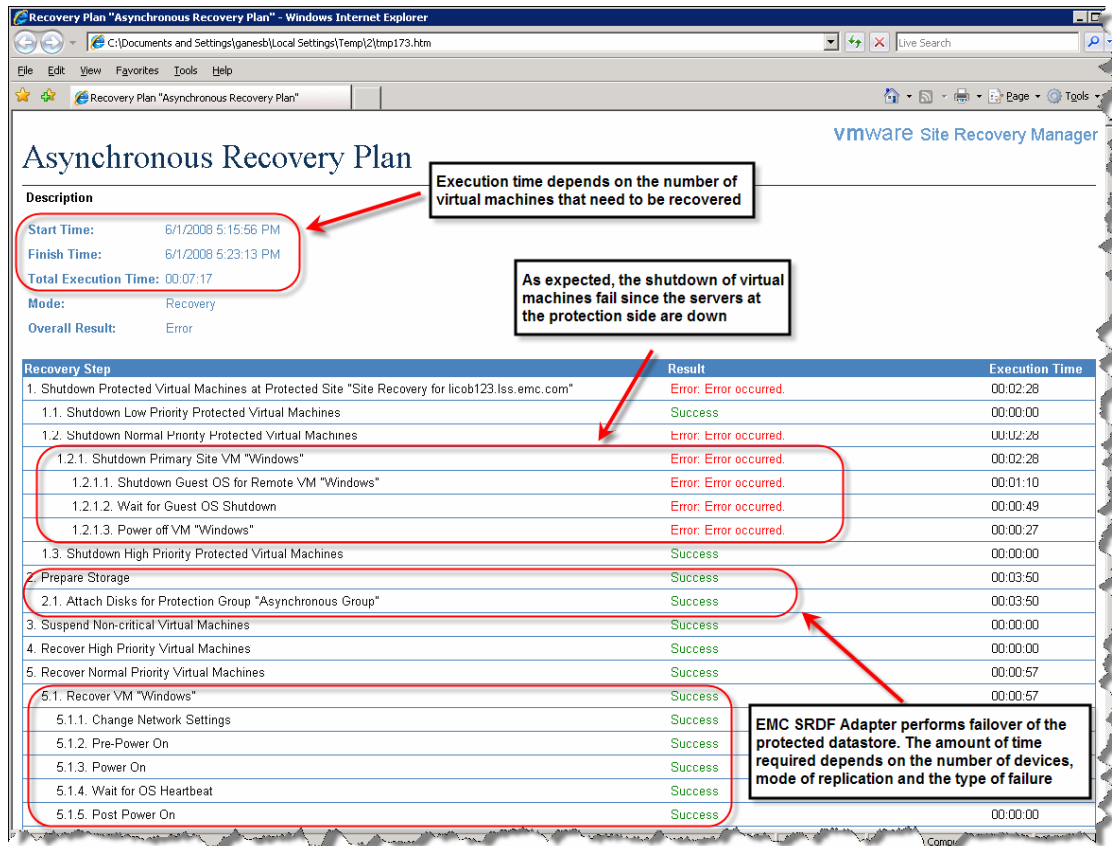 Recovery Plan "Asynchronous Recovery Plan" - Windows Internet Explorer
C:\Documents and Settings\ganesb\Local Settings\Temp\2\tmp173.htm
Live Search
File Edit View Favorites Tools Help
Recovery Plan "Asynchronous Recovery Plan"
Page Tools
vmware Site Recovery Manager
Asynchronous Recovery Plan
Execution time depends on the number of
virtual machines that need to be recovered
Description
Start Time: 6/1/2008 5:15:56 PM
Finish Time: 6/1/2008 5:23:13 PM
Total Execution Time: 00:07:17
Mode: Recovery
Overall Result: Error
As expected, the shutdown of virtual
machines fail since the servers at
the protection side are down
Recovery Step Result Execution Time
1. Shutdown Protected Virtual Machines at Protected Site "Site Recovery for licob123.lss.emc.com" Error: Error occurred. 00:02:28
1.1. Shutdown Low Priority Protected Virtual Machines Success 00:00:00
1.2. Shutdown Normal Priority Protected Virtual Machines Error: Error occurred. 00:02:28
1.2.1. Shutdown Primary Site VM "Windows" Error: Error occurred. 00:02:28
1.2.1.1. Shutdown Guest OS for Remote VM "Windows" Error: Error occurred. 00:01:10
1.2.1.2. Wait for Guest OS Shutdown Error: Error occurred. 00:00:49
1.2.1.3. Power off VM "Windows" Error: Error occurred. 00:00:27
1.3. Shutdown High Priority Protected Virtual Machines Success 00:00:00
2. Prepare Storage Success 00:03:50
2.1. Attach Disks for Protection Group "Asynchronous Group" Success 00:03:50
3. Suspend Non-critical Virtual Machines Success 00:00:00
4. Recover High Priority Virtual Machines Success 00:00:00
5. Recover Normal Priority Virtual Machines Success 00:00:57
5.1. Recover VM "Windows" Success 00:00:57
5.1.1. Change Network Settings Success
5.1.2. Pre-Power On Success
5.1.3. Power On Success
5.1.4. Wait for OS Heartbeat Success
5.1.5. Post Power On Success 00:00:00
EMC SRDF Adapter performs failover of the
protected datastore. The amount of time
required depends on the number of devices,
mode of replication and the type of failure